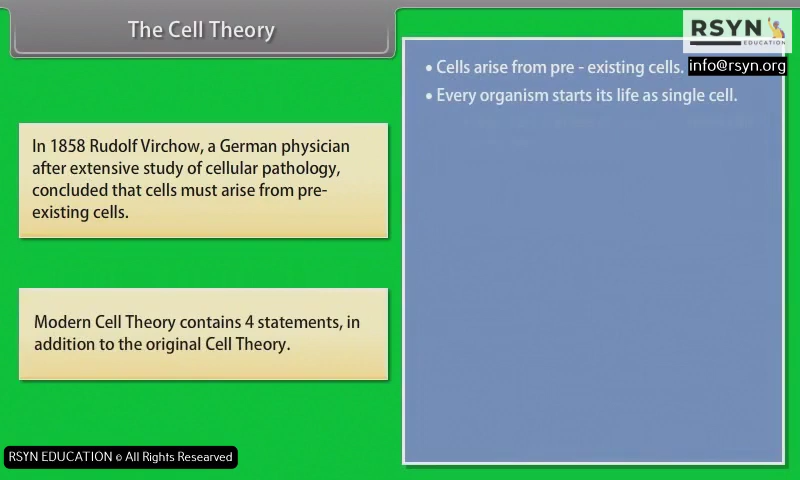 The Cell Theory
RSYN
EDUCATION
info@rsyn.org
• Cells arise from pre - existing cells.
• Every organism starts its life as single cell.
In 1858 Rudolf Virchow, a German physician
after extensive study of cellular pathology,
concluded that cells must arise from pre-
existing cells.
Modern Cell Theory contains 4 statements, in
addition to the original Cell Theory.
RSYN EDUCATION © All Rights Researved